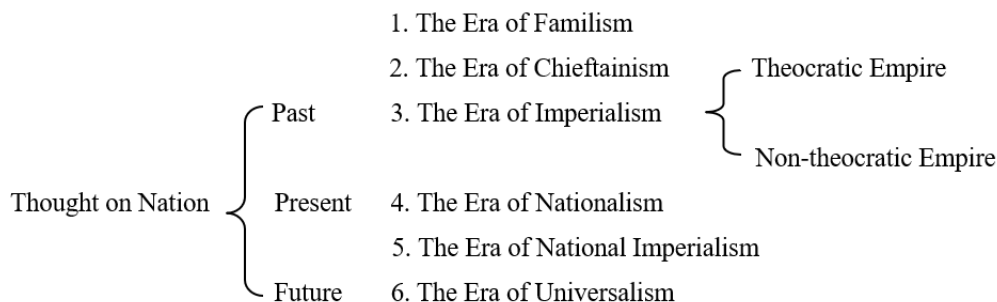 1. The Era of Familism
2. The Era of Chieftainism
Theocratic Empire
Past
3. The Era of Imperialism
Non-theocratic Empire
Thought on Nation
Present
4. The Era of Nationalism
5. The Era of National Imperialism
Future
6. The Era of Universalism